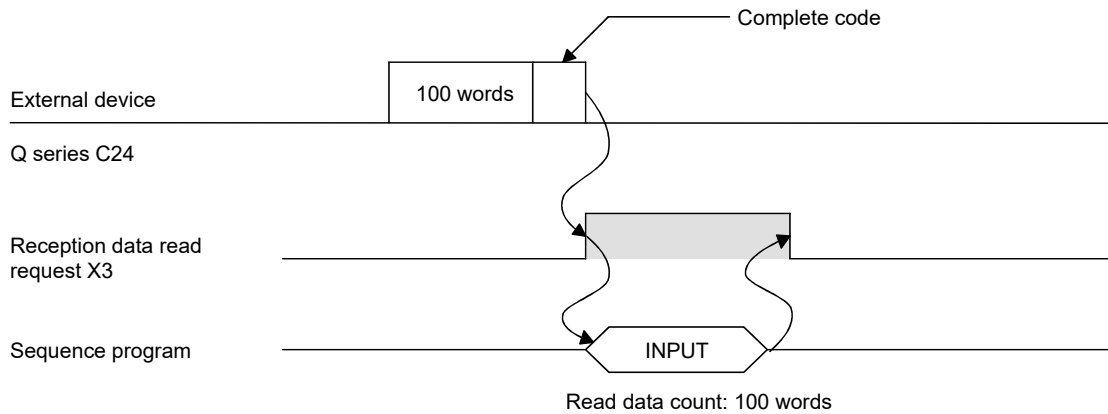 Complete code
100 words
External device
Q series C24
Reception data read
request X3
Sequence program
INPUT
Read data count: 100 words